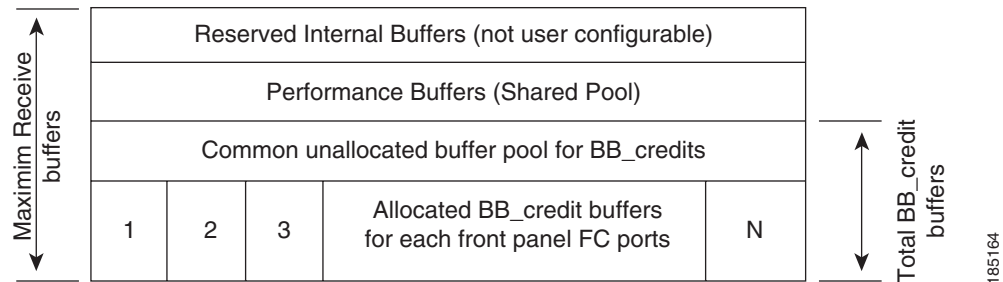 Maximim Receive
buffers
Reserved Internal Buffers (not user configurable)
Performance Buffers (Shared Pool)
Common unallocated buffer pool for BB_credits
1
2
3
Allocated BB_credit buffers
for each front panel FC ports
N
Total BB_credit
buffers
185164